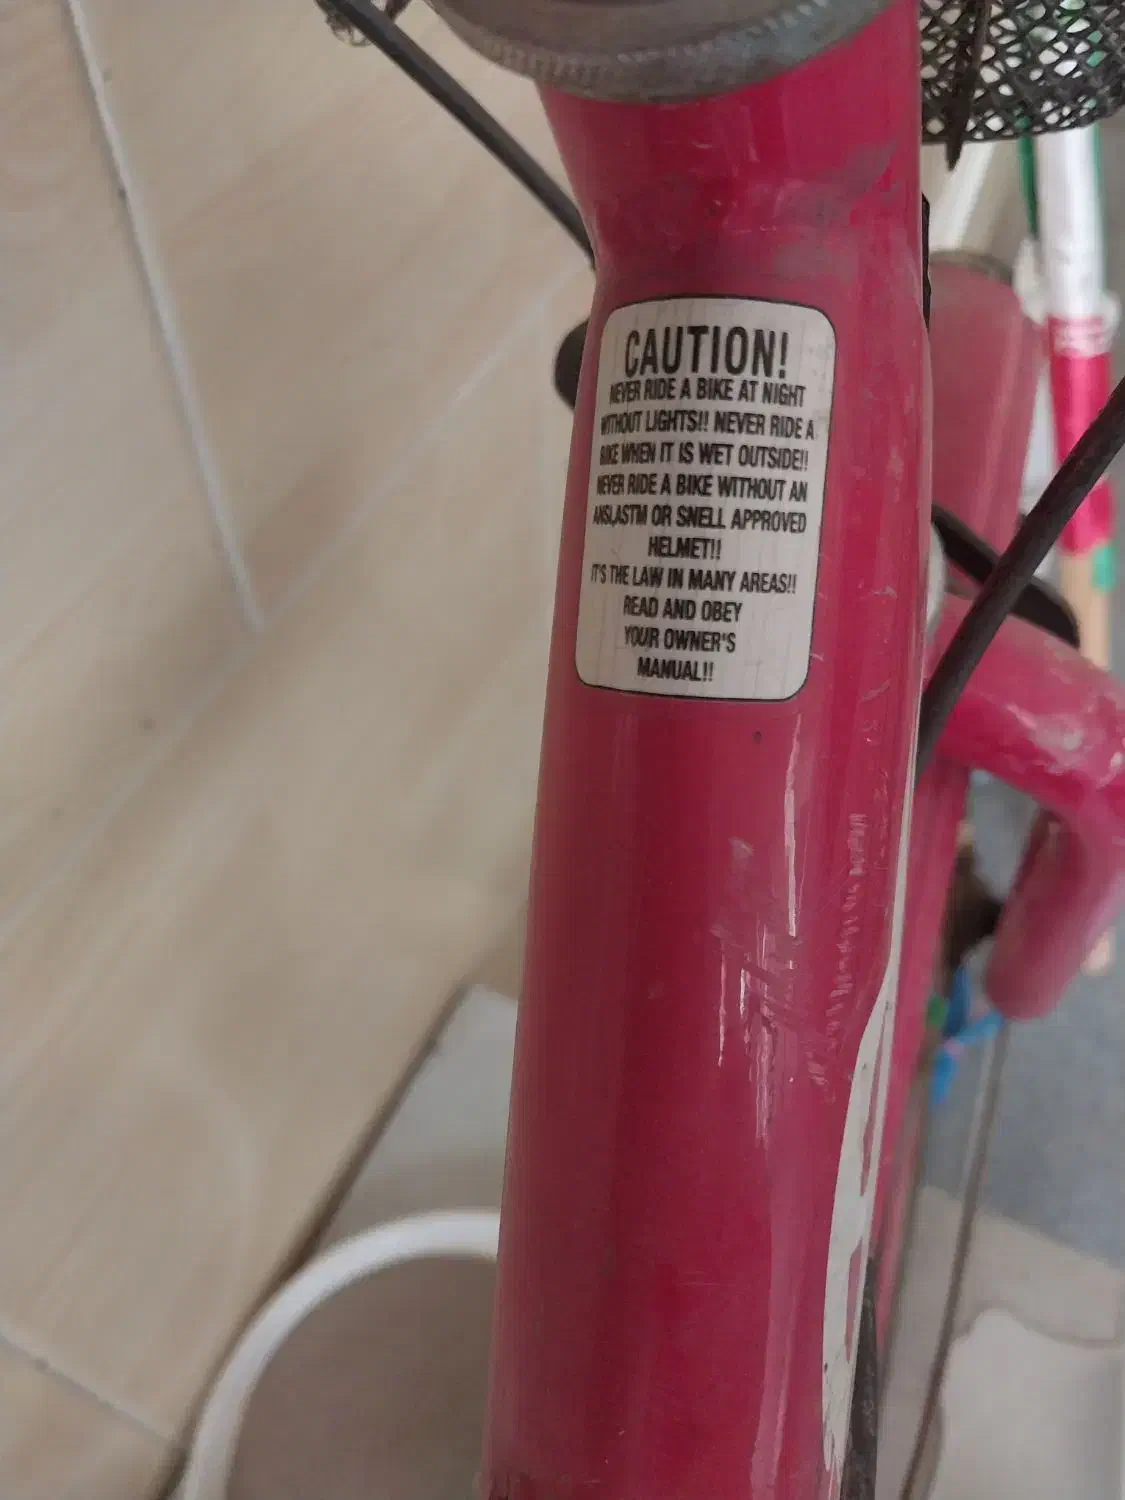 CAUTION!
NEVER RIDE A BIKE AT NIGHT
WITHOUT LIGHTS!! NEVER RIDE A
BIKE WHEN IT IS WET OUTSIDE!!
NEVER RIDE A BIKE WITHOUT AN
ANSI,ASTM OR SNELL APPROVED
HELMET!!
IT'S THE LAW IN MANY AREAS!!
READ AND OBEY
YOUR OWNER'S
MANUAL!!